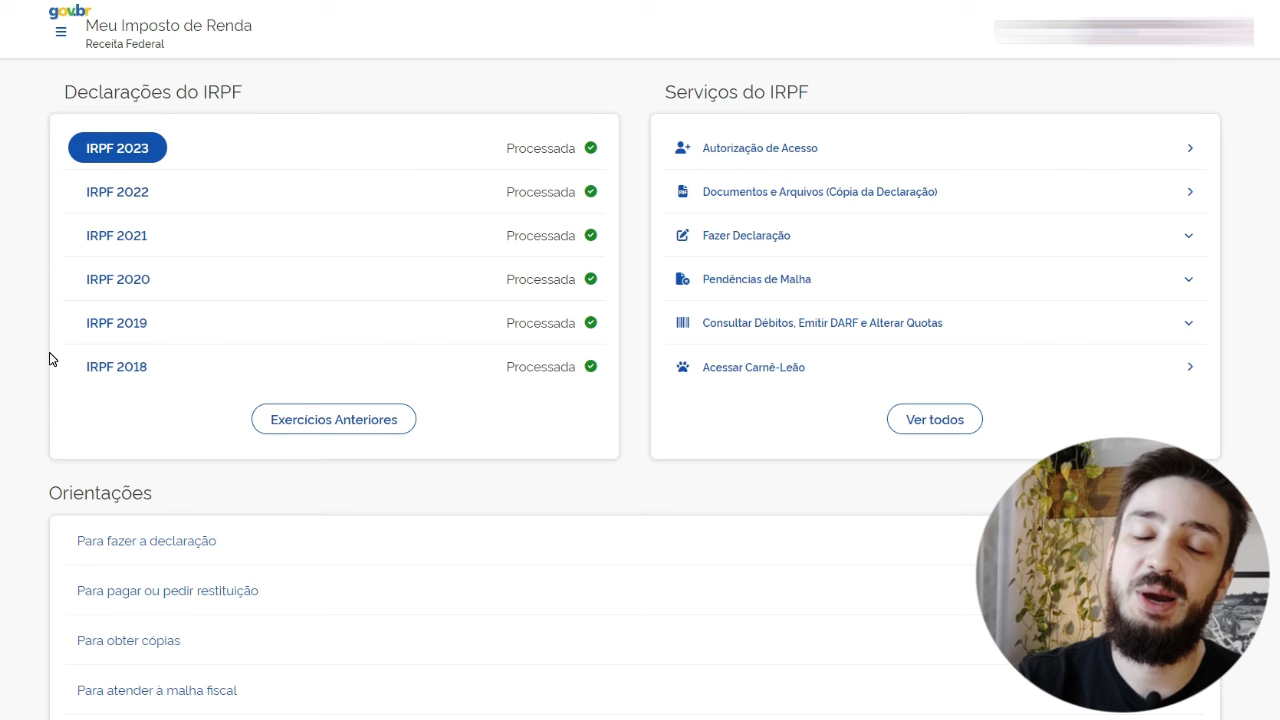 gov.br
Meu Imposto de Renda
Receita Federal
Declarações do IRPF
IRPF 2023 Processada
IRPF 2022 Processada
IRPF 2021 Processada
IRPF 2020 Processada
IRPF 2019 Processada
IRPF 2018 Processada
Exercícios Anteriores
Serviços do IRPF
Autorização de Acesso
Documentos e Arquivos (Cópia da Declaração)
Fazer Declaração
Pendências de Malha
Consultar Débitos, Emitir DARF e Alterar Quotas
Acessar Carnê-Leão
Ver todos
Orientações
Para fazer a declaração
Para pagar ou pedir restituição
Para obter cópias
Para atender à malha fiscal